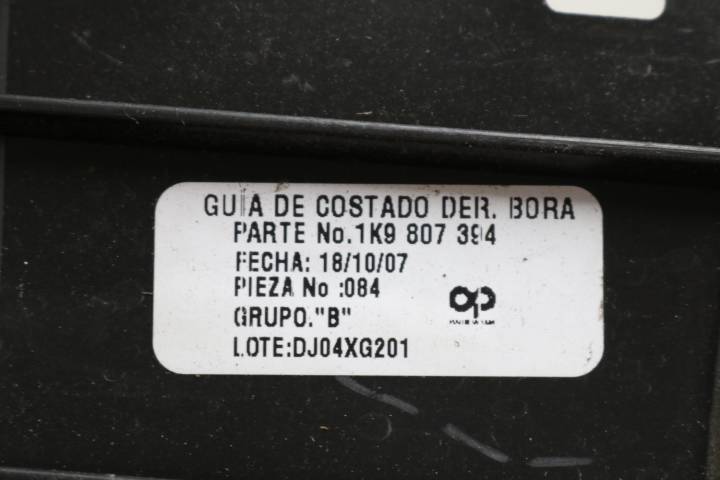 GUIA DE COSTADO DER. BORA
PARTE No.1K9 807 394
FECHA: 18/10/07
PIEZA No :084
GRUPO."B"
LOTE:DJ04XG201